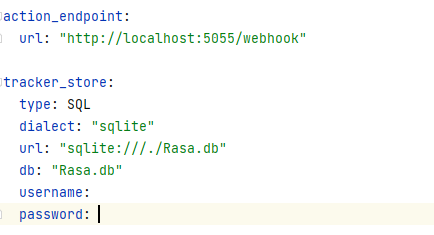 action_endpoint:
url: "http://localhost:5055/webhook"
tracker_store:
type: SQL
dialect: "sqlite"
url: "sqlite:///./Rasa.db"
db: "Rasa.db"
username:
password: